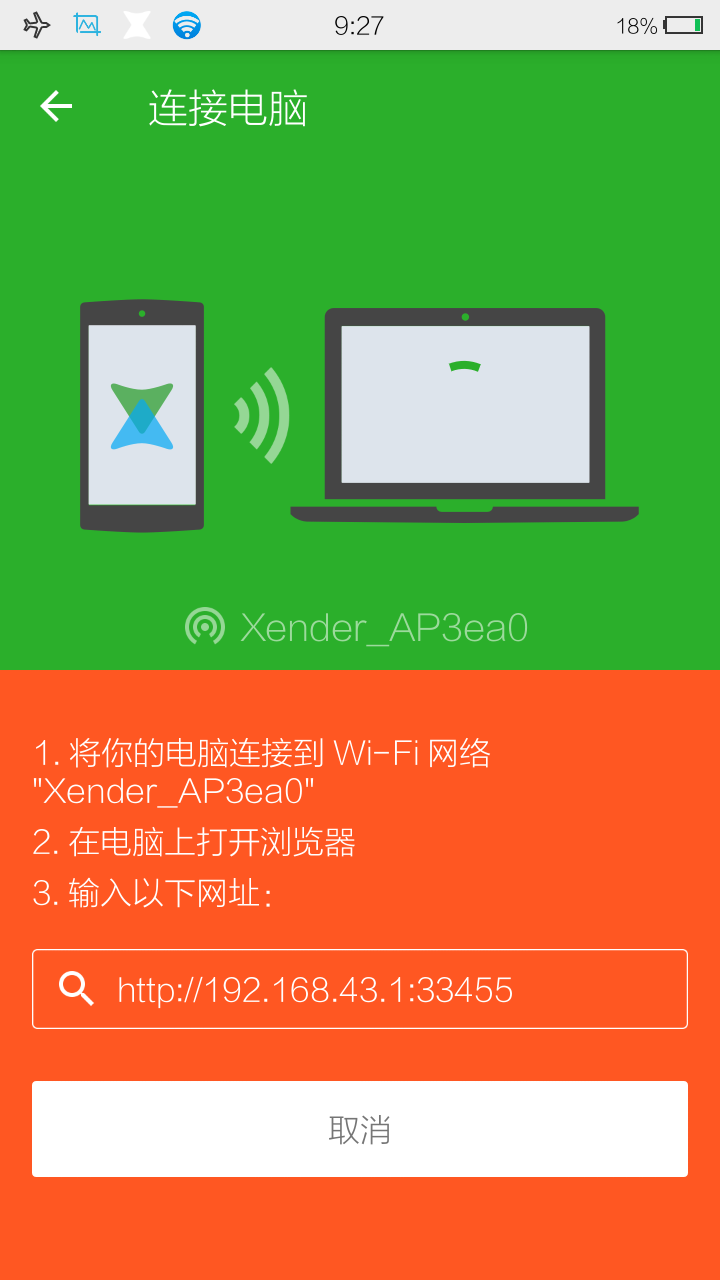 9:27
18%
连接电脑
Xender_AP3ea0
1. 将你的电脑连接到 Wi-Fi 网络
"Xender_AP3ea0"
2. 在电脑上打开浏览器
3. 输入以下网址：
http://192.168.43.1:33455
取消